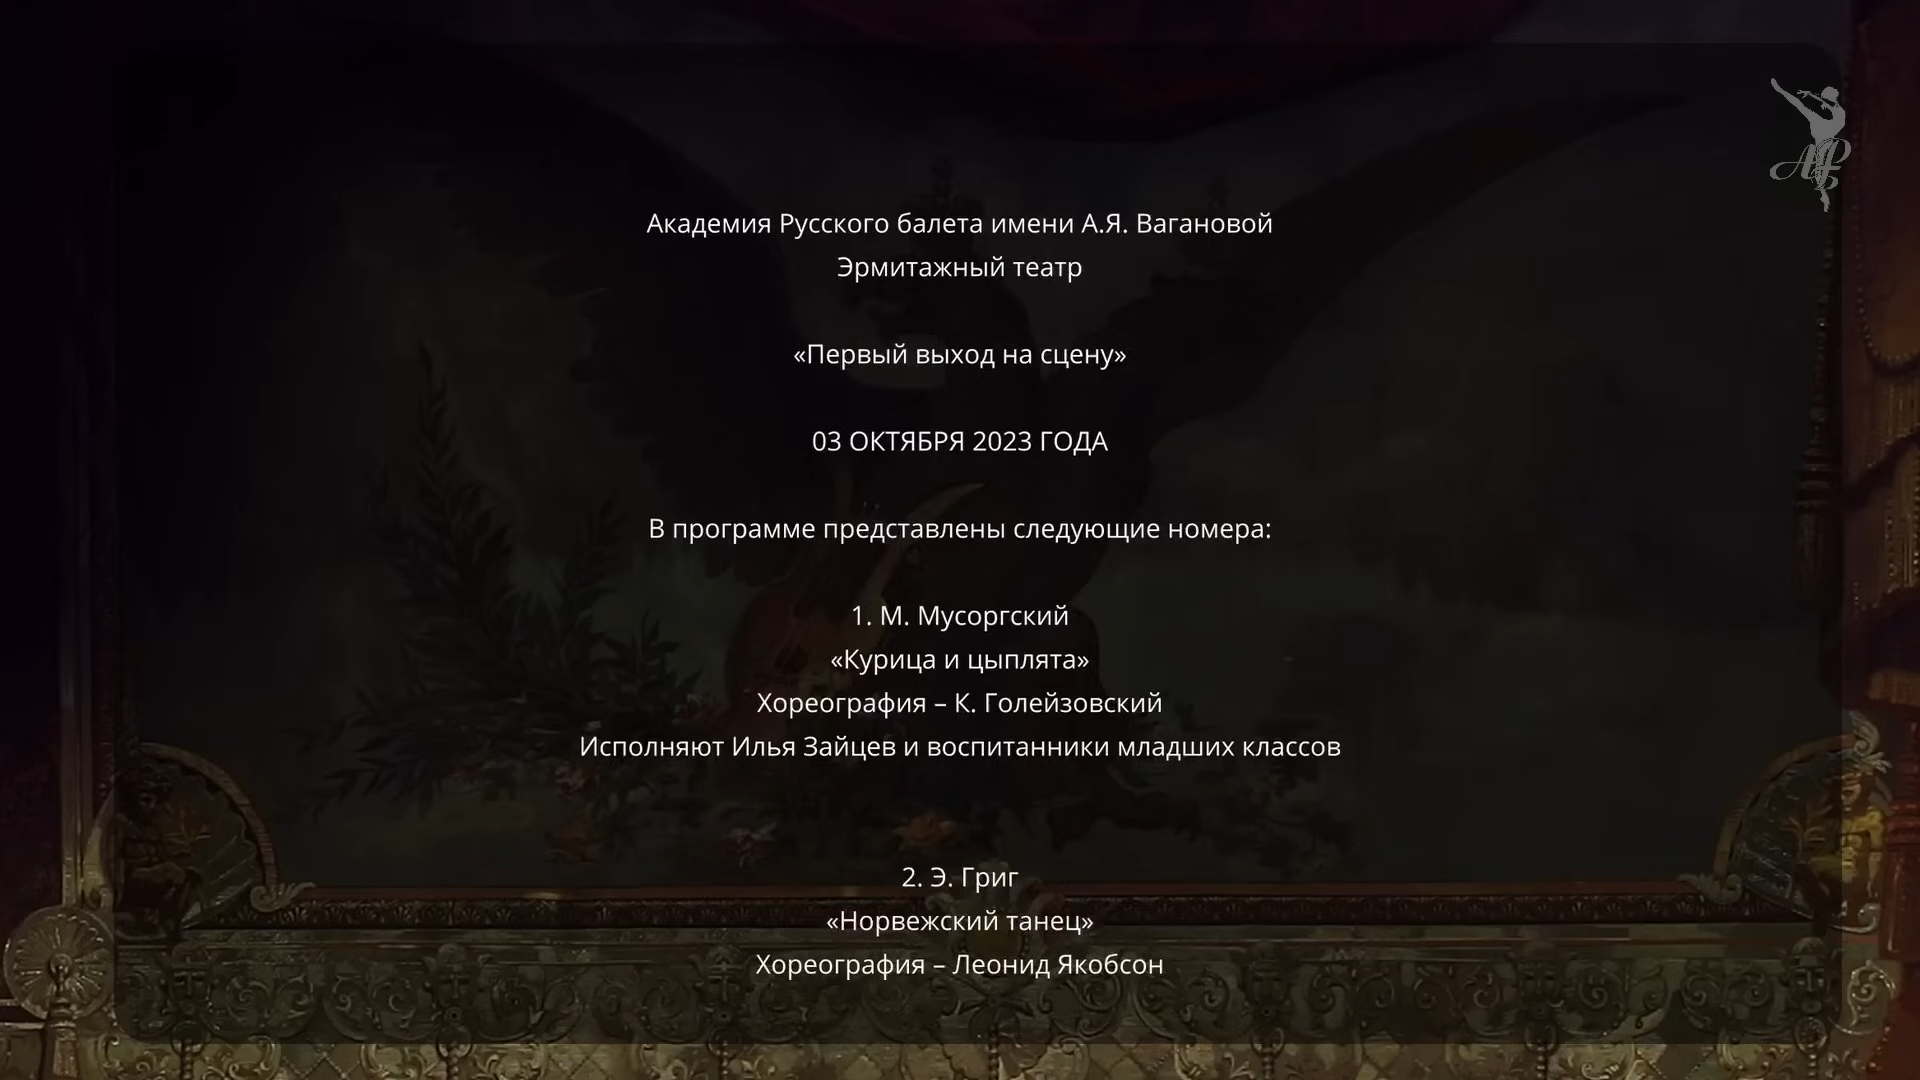 Академия Русского балета имени А.Я. Вагановой
Эрмитажный театр
«Первый выход на сцену»
03 ОКТЯБРЯ 2023 ГОДА
В программе представлены следующие номера:
1. М. Мусоргский
«Курица и цыплята»
Хореография – К. Голейзовский
Исполняют Илья Зайцев и воспитанники младших классов
2. Э. Григ
«Норвежский танец»
Хореография – Леонид Якобсон